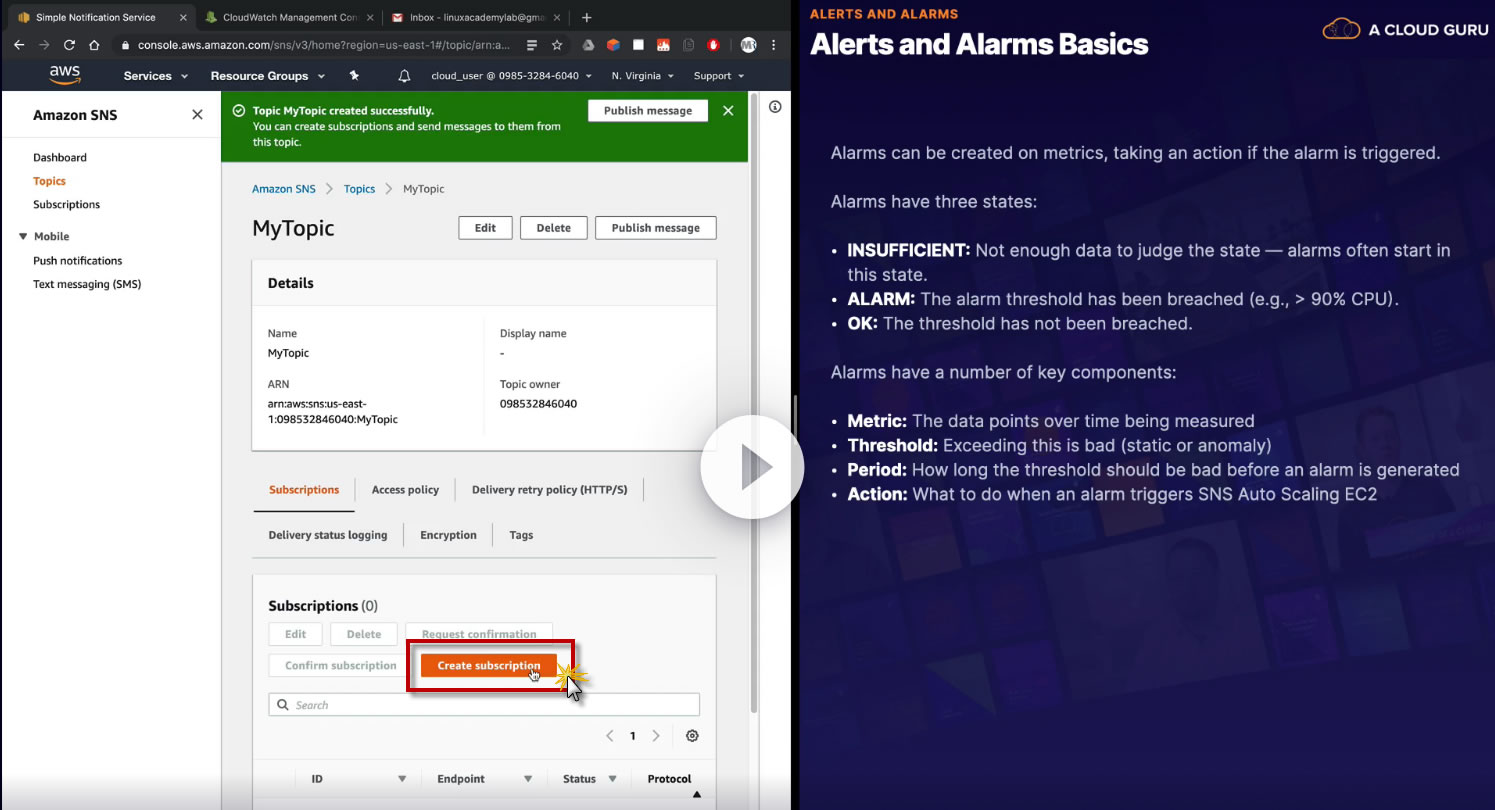 Simple Notification Service
CloudWatch Management Con
Inbox - linuxacademylab@gma
console.aws.amazon.com/sns/v3/home?region=us-east-1#/topic/arn:a...
aws
Services
Resource Groups
cloud_user @ 0985-3284-6040
N. Virginia
Support
Amazon SNS
Dashboard
Topics
Subscriptions
Mobile
Push notifications
Text messaging (SMS)
Topic MyTopic created successfully.
You can create subscriptions and send messages to them from
this topic.
Publish message
Amazon SNS > Topics > MyTopic
MyTopic
Edit
Delete
Publish message
Details
Name
MyTopic
Display name
-
ARN
arn:aws:sns:us-east-
1:098532846040:MyTopic
Topic owner
098532846040
Subscriptions
Access policy
Delivery retry policy (HTTP/S)
Delivery status logging
Encryption
Tags
Subscriptions (0)
Edit
Delete
Request confirmation
Confirm subscription
Create subscription
Search
1
ID
Endpoint
Status
Protocol
ALERTS AND ALARMS
Alerts and Alarms Basics
A CLOUD GURU
Alarms can be created on metrics, taking an action if the alarm is triggered.
Alarms have three states:
• INSUFFICIENT: Not enough data to judge the state — alarms often start in
this state.
• ALARM: The alarm threshold has been breached (e.g., > 90% CPU).
• OK: The threshold has not been breached.
Alarms have a number of key components:
• Metric: The data points over time being measured
• Threshold: Exceeding this is bad (static or anomaly)
• Period: How long the threshold should be bad before an alarm is generated
• Action: What to do when an alarm triggers SNS Auto Scaling EC2